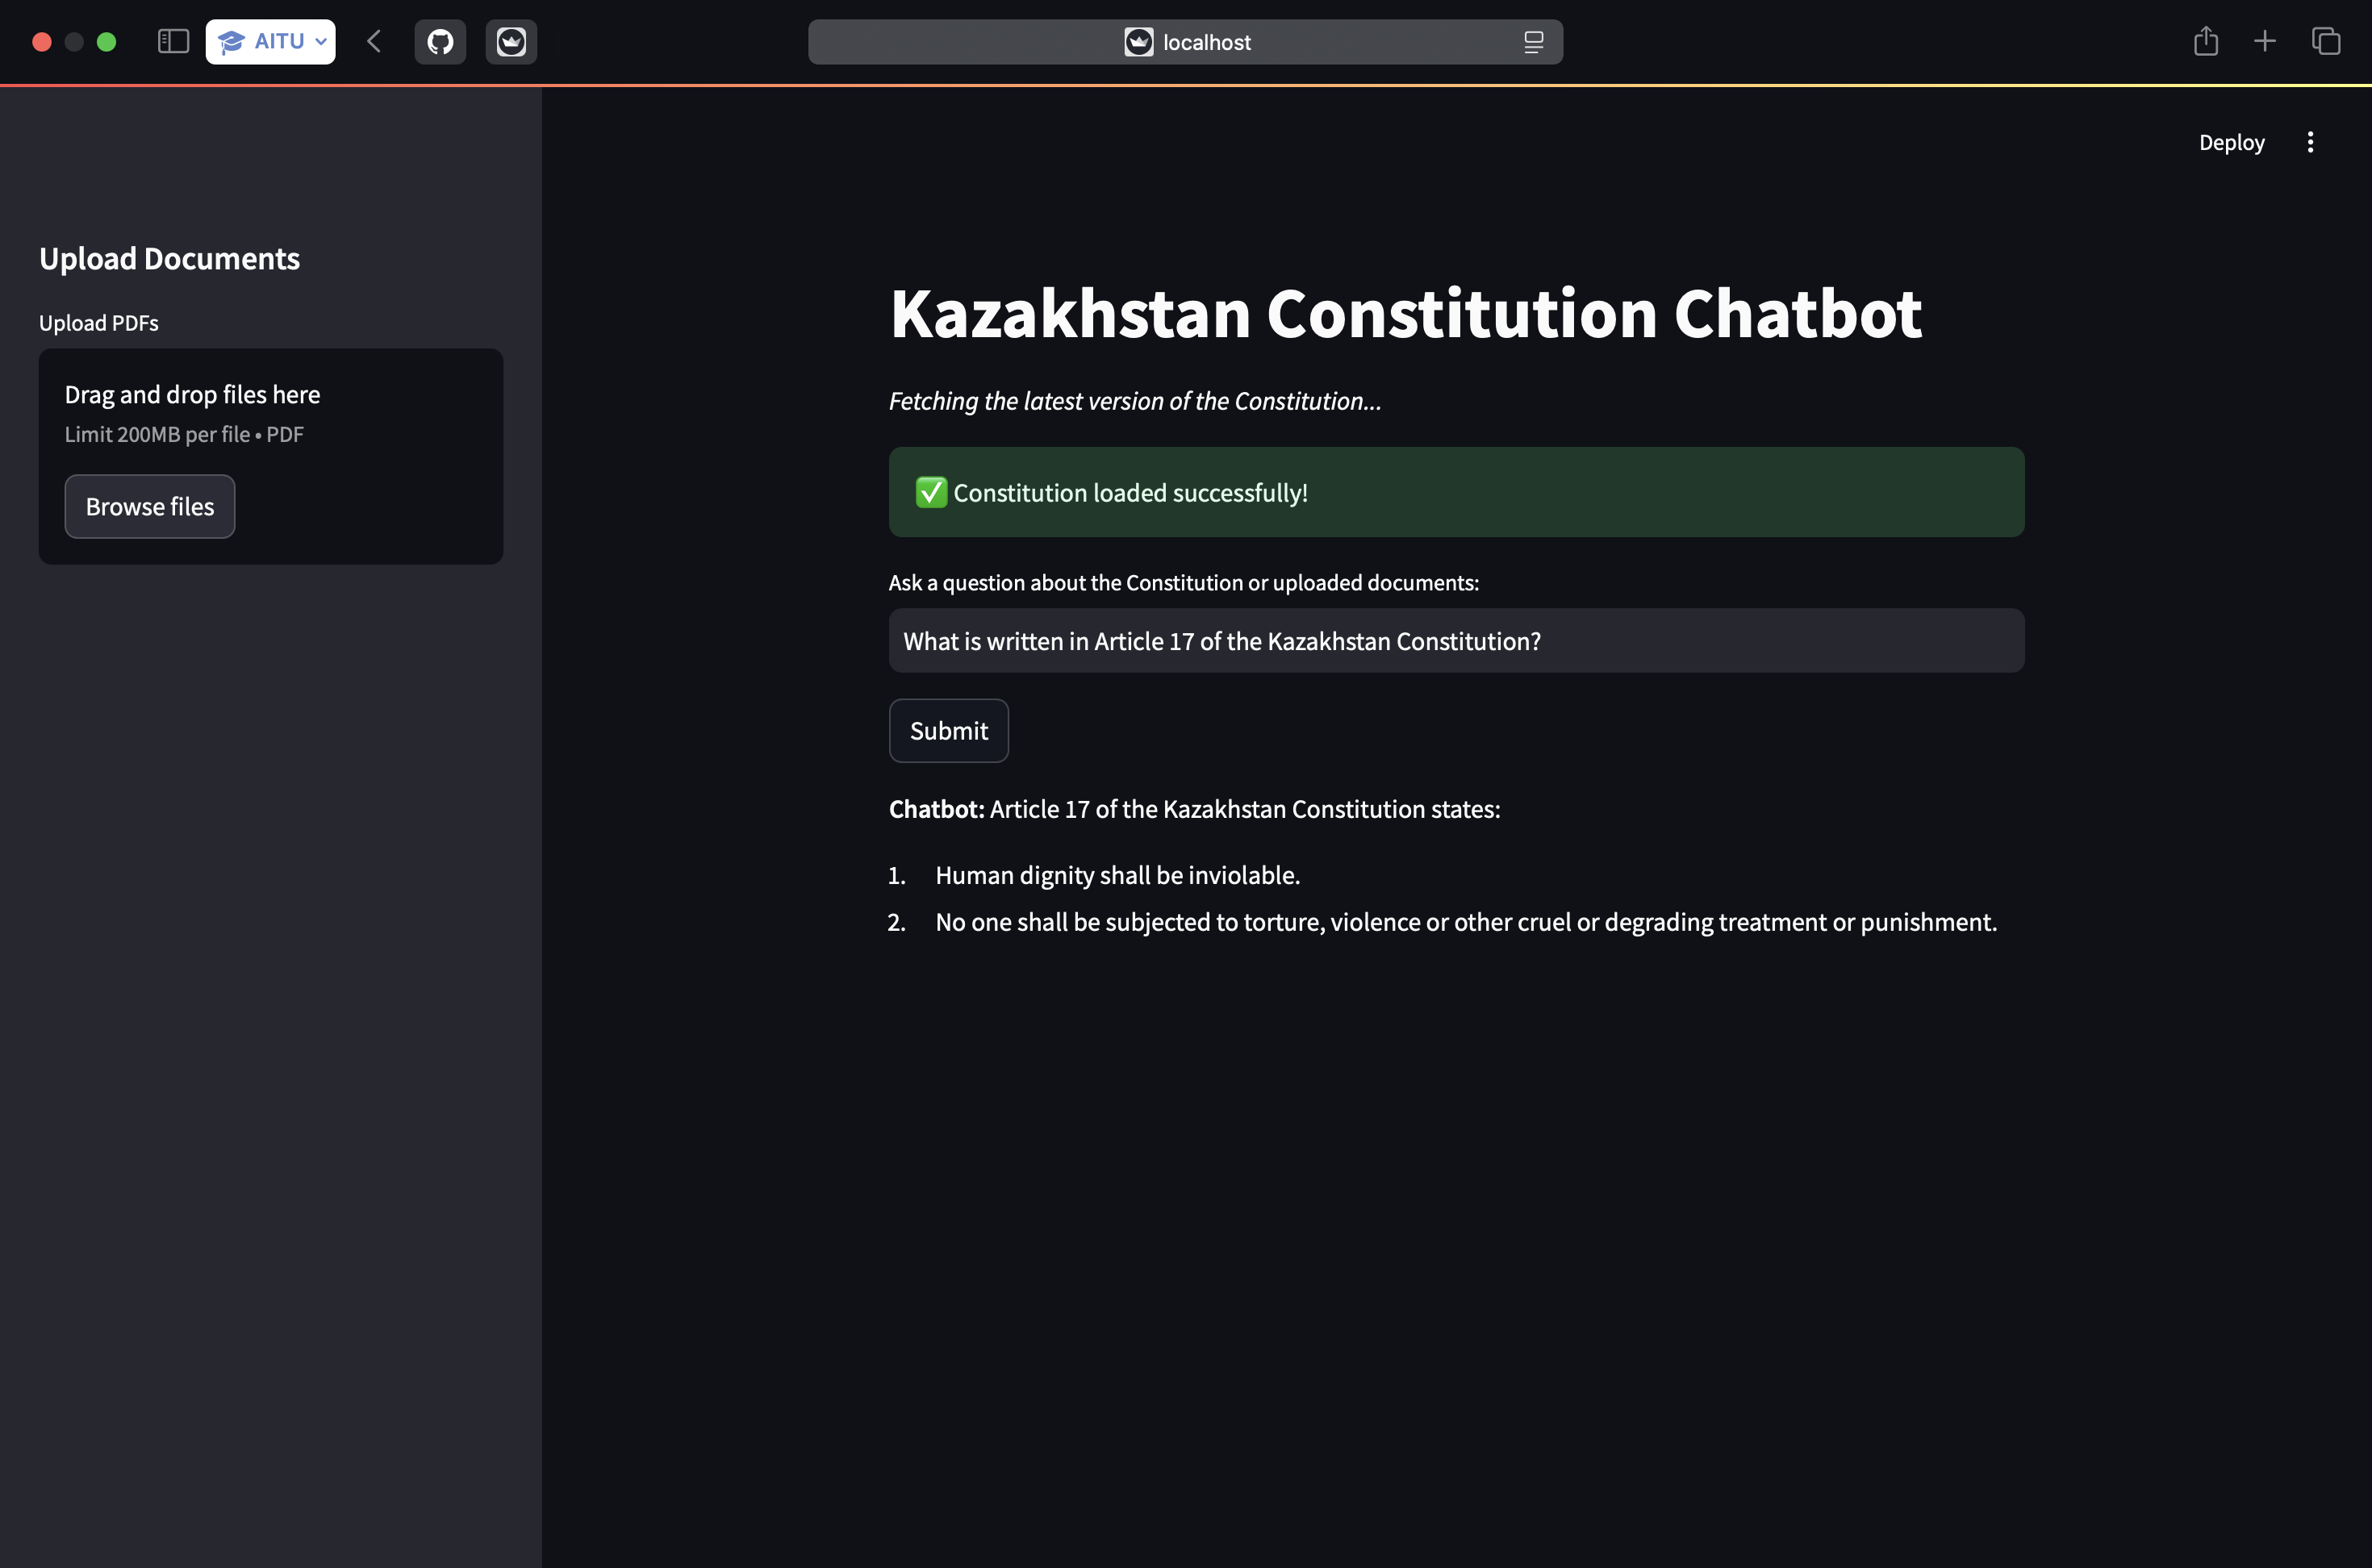 AITU
localhost
Deploy
Upload Documents
Upload PDFs
Drag and drop files here
Limit 200MB per file • PDF
Browse files
Kazakhstan Constitution Chatbot
Fetching the latest version of the Constitution...
✅ Constitution loaded successfully!
Ask a question about the Constitution or uploaded documents:
What is written in Article 17 of the Kazakhstan Constitution?
Submit
Chatbot: Article 17 of the Kazakhstan Constitution states:
1. Human dignity shall be inviolable.
2. No one shall be subjected to torture, violence or other cruel or degrading treatment or punishment.